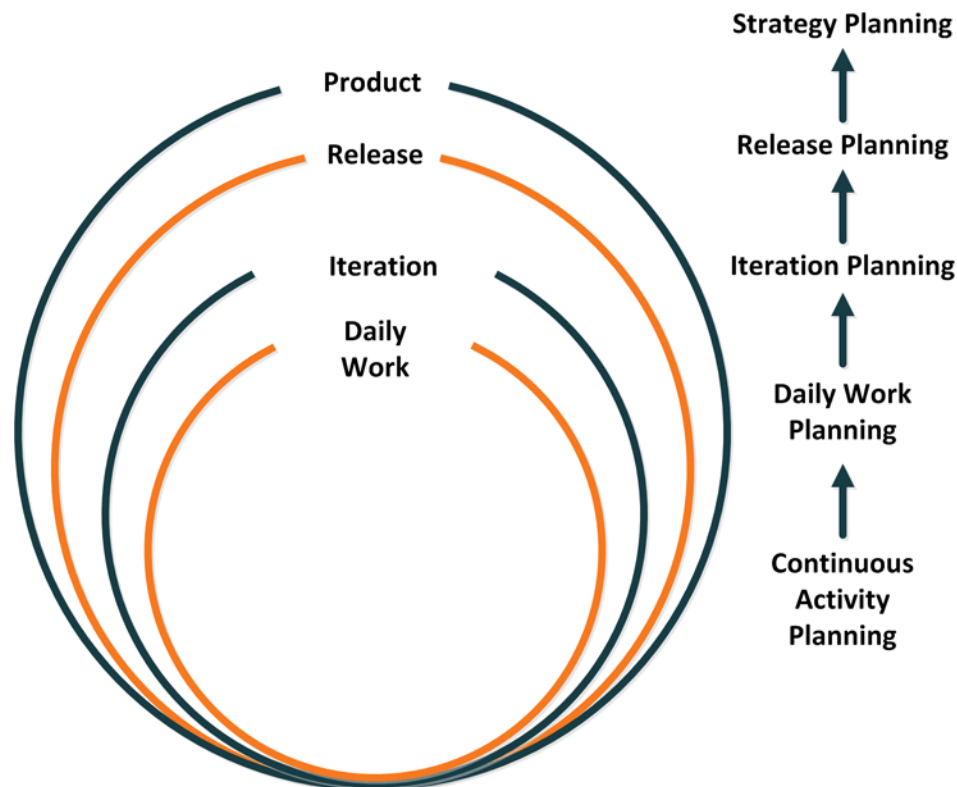 Product
Release
Iteration
Daily
Work
Strategy Planning
Release Planning
Iteration Planning
Daily Work
Planning
Continuous
Activity
Planning